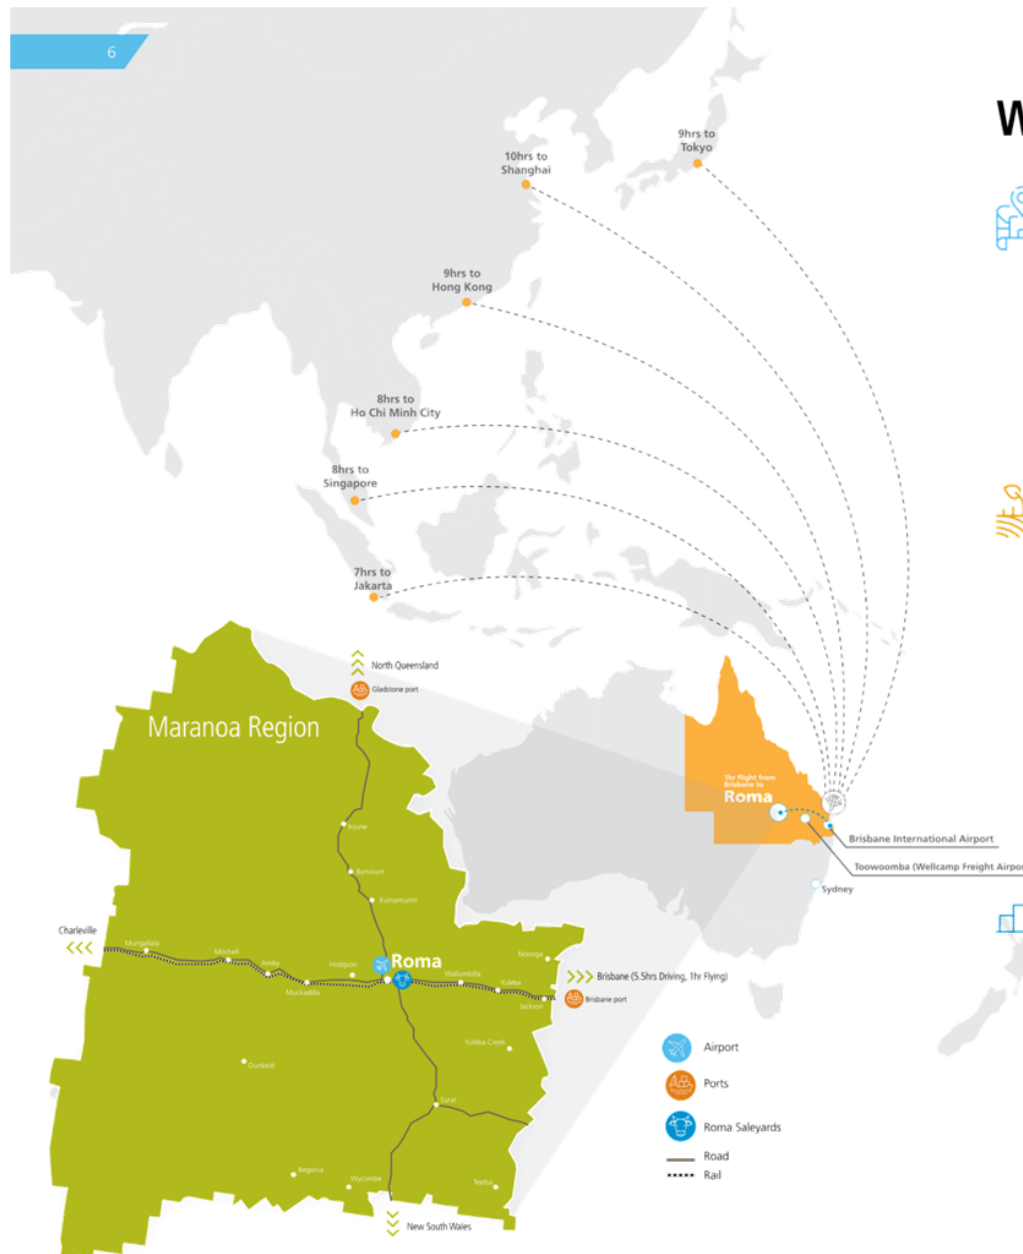 6
W
9hrs to
Tokyo
10hrs to
Shanghai
9hrs to
Hong Kong
8hrs to
Ho Chi Minh City
8hrs to
Singapore
7hrs to
Jakarta
North Queensland
Gladstone port
Maranoa Region
1hr flight from
Brisbane to
Roma
Brisbane International Airport
Toowoomba (Wellcamp Freight Airpor
Sydney
Injune
Bymount
Eumamurrin
Charleville
Mungallala
Mitchell
Amby
Muckadilla
Hodgson
Roma
Wallumbilla
Yuleba
Noonga
Jackson
Brisbane (5.5hrs Driving, 1hr Flying)
Brisbane port
Yuleba Creek
Dunkeld
Surat
Begonia
Wycombe
Teelba
New South Wales
Airport
Ports
Roma Saleyards
Road
Rail